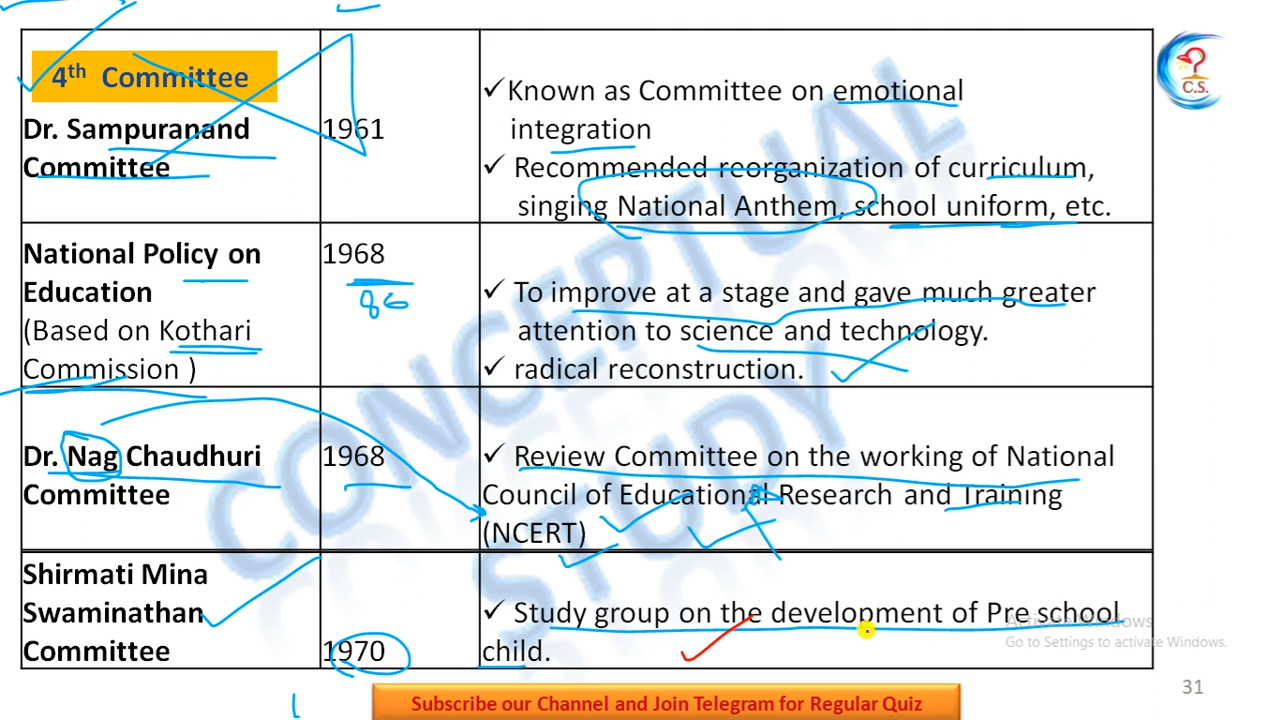 4th Committee
Dr. Sampuranand
Committee
1961
✓Known as Committee on emotional
integration
✓ Recommended reorganization of curriculum,
singing National Anthem, school uniform, etc.
National Policy on
Education
(Based on Kothari
Commission )
1968
86
✓ To improve at a stage and gave much greater
attention to science and technology.
✓ radical reconstruction.
Dr. Nag Chaudhuri
Committee
1968
✓ Review Committee on the working of National
Council of Educational Research and Training
(NCERT)
Shirmati Mina
Swaminathan
Committee
1970
✓ Study group on the development of Pre school
child.
C.S.
CONCEPTUAL
STUDY
Activate Windows
Go to Settings to activate Windows.
31
Subscribe our Channel and Join Telegram for Regular Quiz